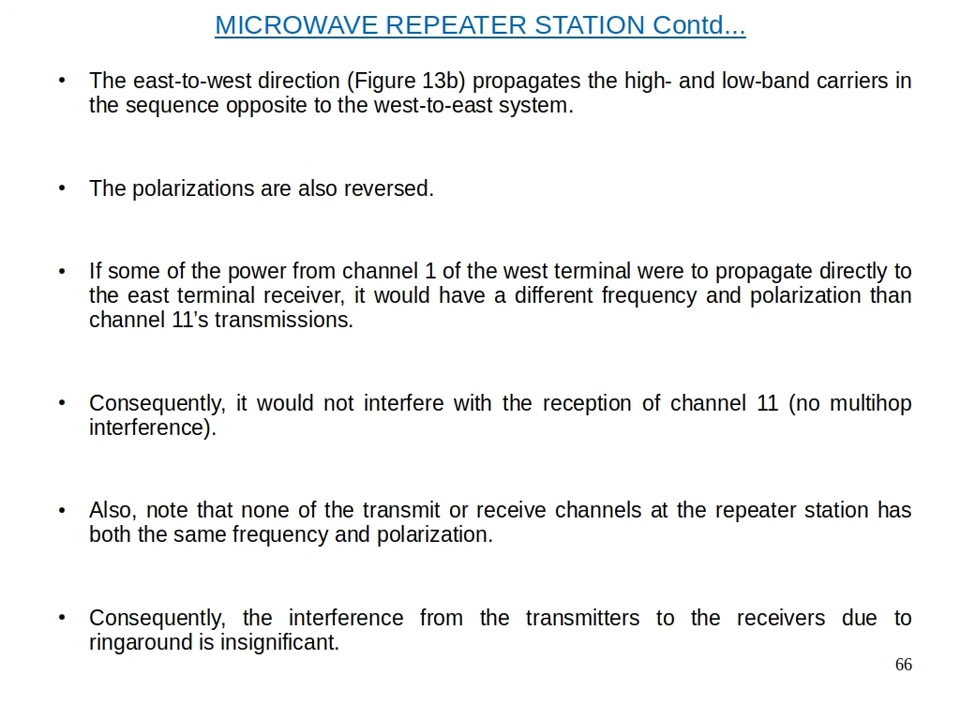 MICROWAVE REPEATER STATION Contd...
• The east-to-west direction (Figure 13b) propagates the high- and low-band carriers in
the sequence opposite to the west-to-east system.
• The polarizations are also reversed.
• If some of the power from channel 1 of the west terminal were to propagate directly to
the east terminal receiver, it would have a different frequency and polarization than
channel 11’s transmissions.
• Consequently, it would not interfere with the reception of channel 11 (no multihop
interference).
• Also, note that none of the transmit or receive channels at the repeater station has
both the same frequency and polarization.
• Consequently, the interference from the transmitters to the receivers due to
ringaround is insignificant.
66